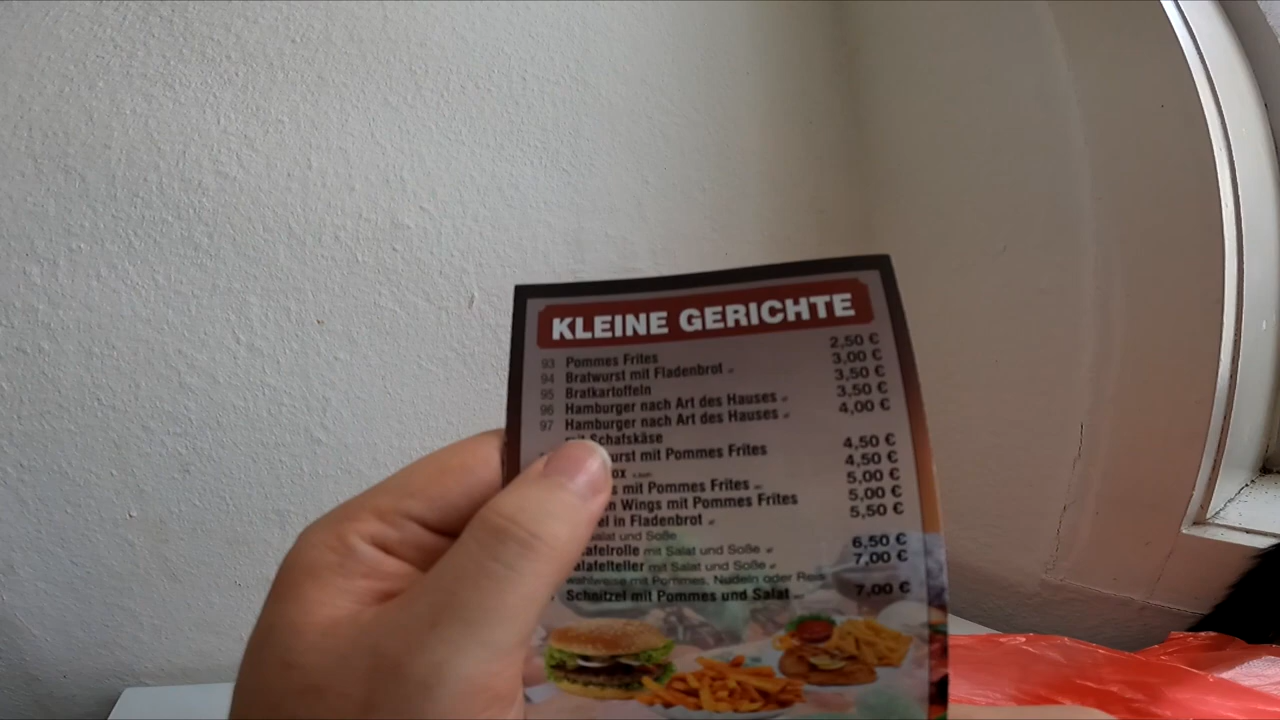 KLEINE GERICHTE
93 Pommes Frites 2,50 €
94 Bratwurst mit Fladenbrot 3,00 €
95 Bratkartoffeln 3,50 €
96 Hamburger nach Art des Hauses 3,50 €
97 Hamburger nach Art des Hauses 4,00 €
mit Schafskäse
urst mit Pommes Frites 4,50 €
ox 4,50 €
s mit Pommes Frites 5,00 €
n Wings mit Pommes Frites 5,00 €
el in Fladenbrot 5,50 €
salat und Soße
afelrolle mit Salat und Soße 6,50 €
alafelteller mit Salat und Soße 7,00 €
wahlweise mit Pommes, Nudeln oder Reis
Schnitzel mit Pommes und Salat 7,00 €